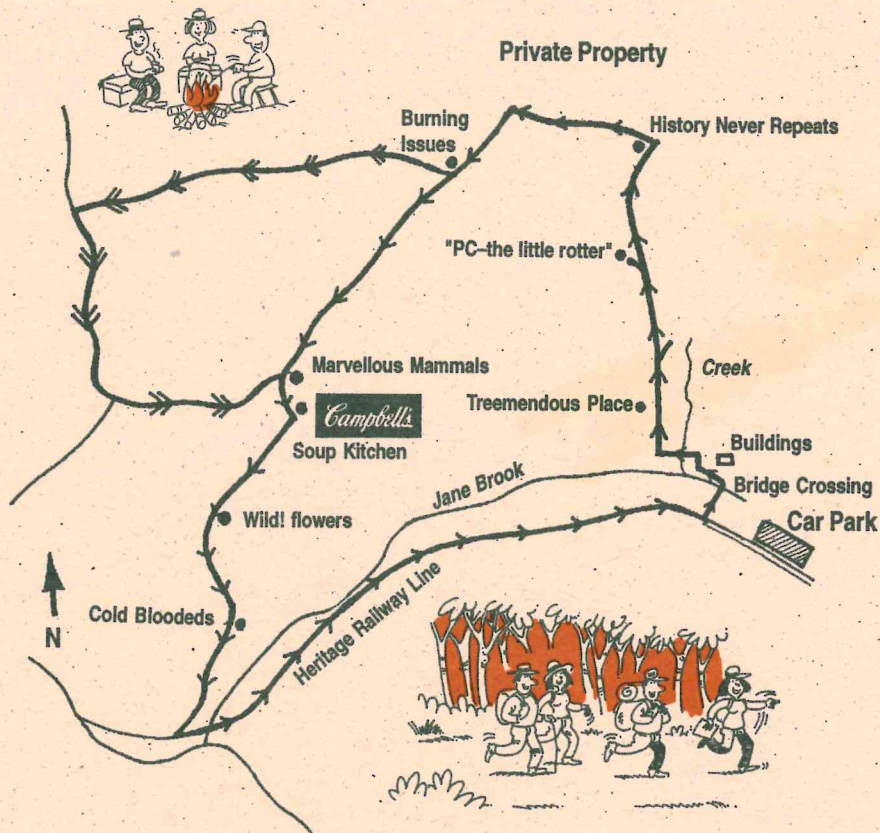 Private Property
Burning
Issues
History Never Repeats
"PC–the little rotter"
Marvellous Mammals
Creek
Campbell's
Treemendous Place
Soup Kitchen
Buildings
Jane Brook
Bridge Crossing
Wild! flowers
Car Park
Heritage Railway Line
Cold Blooded​s
N